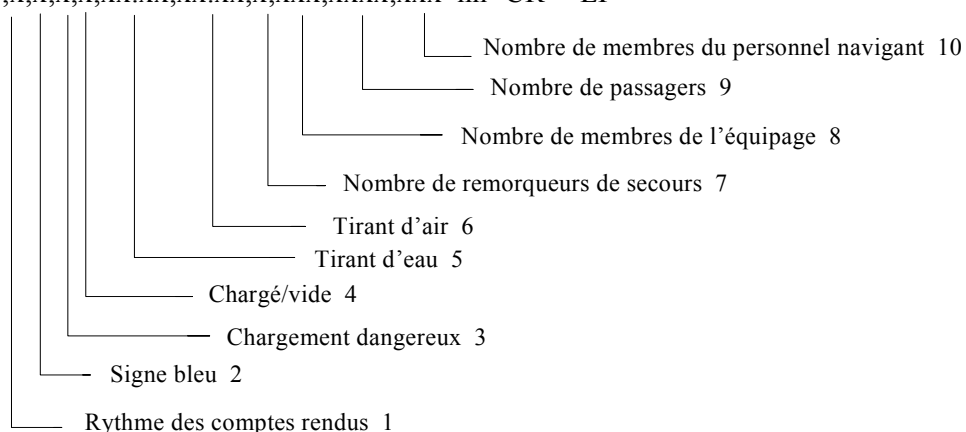 Nombre de membres du personnel navigant 10
Nombre de passagers 9
Nombre de membres de l’équipage 8
Nombre de remorqueurs de secours 7
Tirant d’air 6
Tirant d’eau 5
Chargé/vide 4
Chargement dangereux 3
Signe bleu 2
Rythme des comptes rendus 1